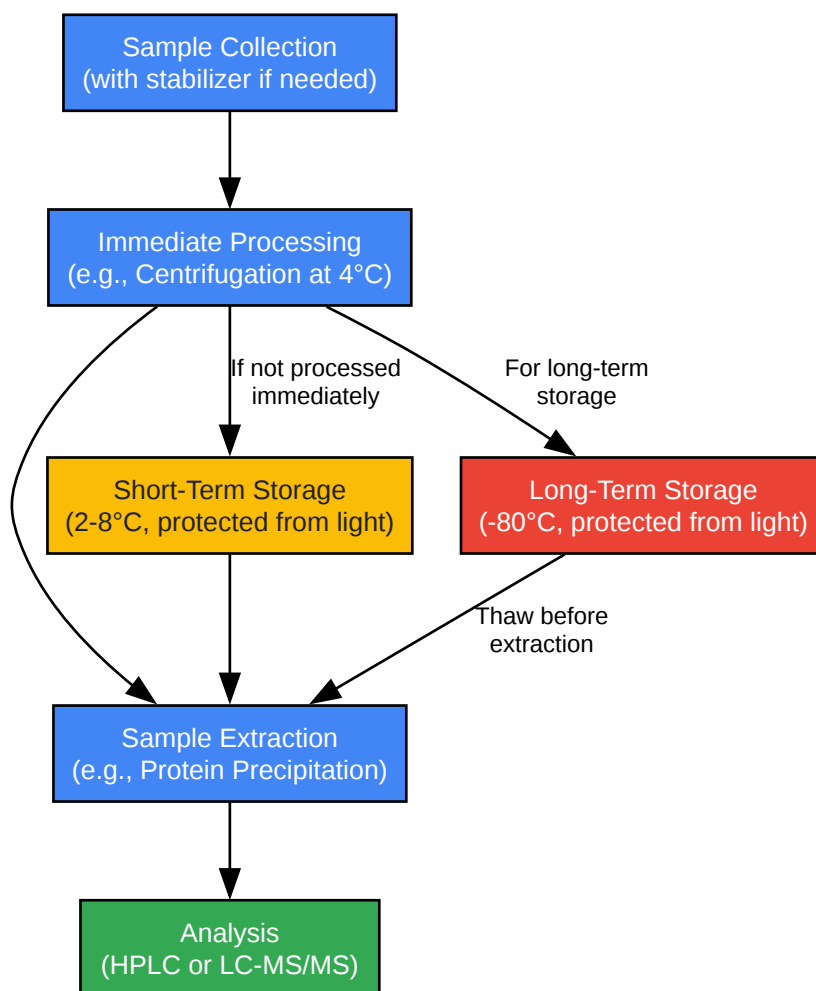 Sample Collection
(with stabilizer if needed)
Immediate Processing
(e.g., Centrifugation at 4°C)
If not processed
immediately
For long-term
storage
Short-Term Storage
(2-8°C, protected from light)
Long-Term Storage
(-80°C, protected from light)
Thaw before
extraction
Sample Extraction
(e.g., Protein Precipitation)
Analysis
(HPLC or LC-MS/MS)